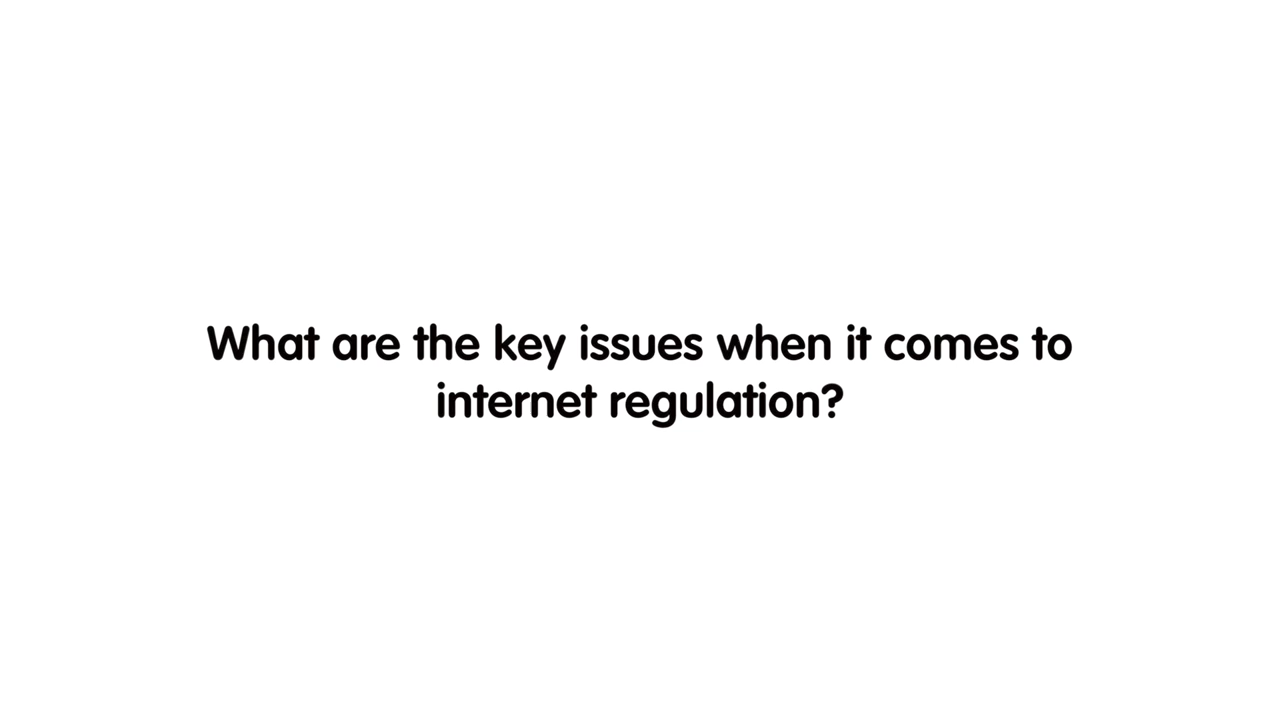 What are the key issues when it comes to
internet regulation?